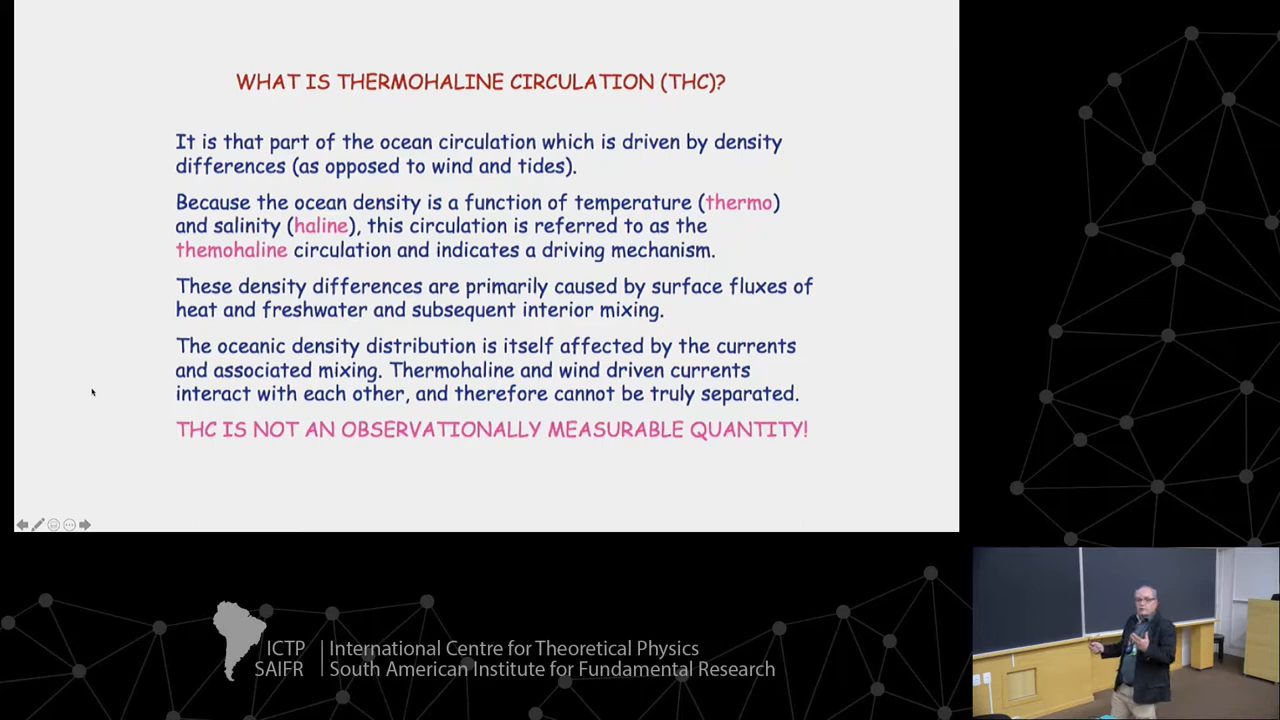 WHAT IS THERMOHALINE CIRCULATION (THC)?
It is that part of the ocean circulation which is driven by density
differences (as opposed to wind and tides).
Because the ocean density is a function of temperature (thermo)
and salinity (haline), this circulation is referred to as the
themohaline circulation and indicates a driving mechanism.
These density differences are primarily caused by surface fluxes of
heat and freshwater and subsequent interior mixing.
The oceanic density distribution is itself affected by the currents
and associated mixing. Thermohaline and wind driven currents
interact with each other, and therefore cannot be truly separated.
THC IS NOT AN OBSERVATIONALLY MEASURABLE QUANTITY!
ICTP
SAIFR
International Centre for Theoretical Physics
South American Institute for Fundamental Research